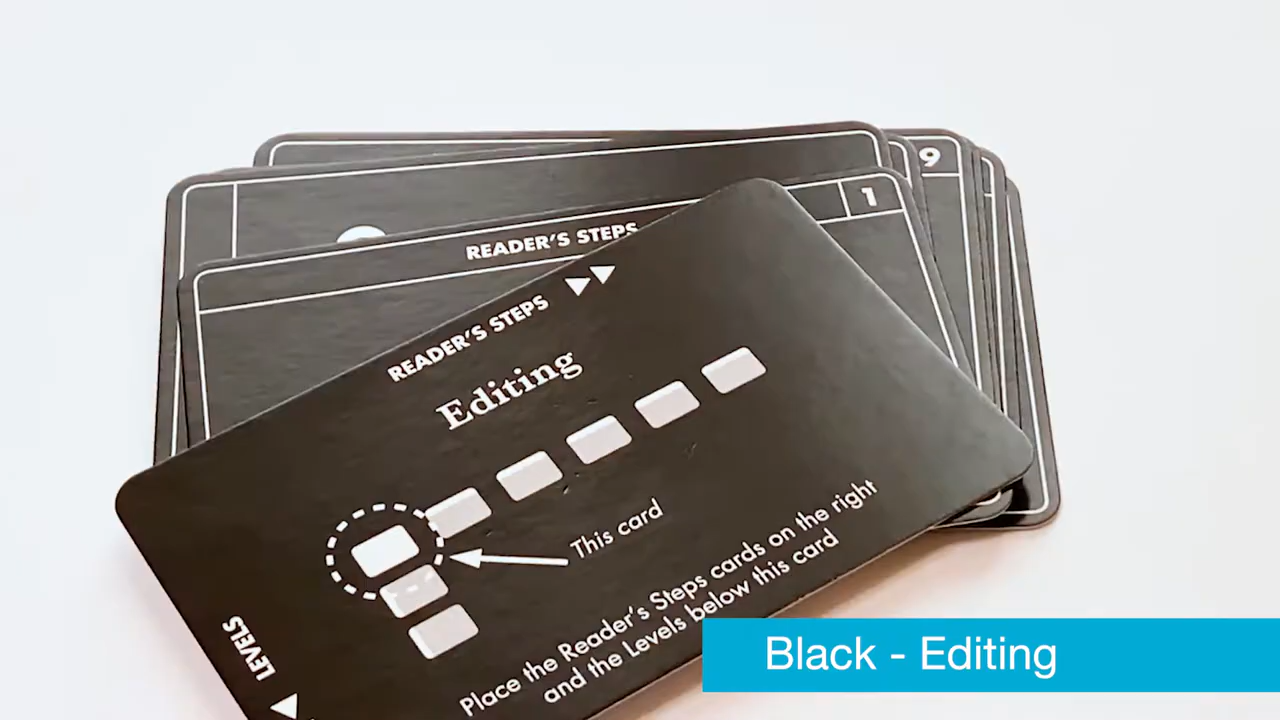 9
1
READER'S STEPS
READER'S STEPS
Editing
This card
Place the Reader's Steps cards on the right
and the Levels below this card
LEVELS
Black - Editing